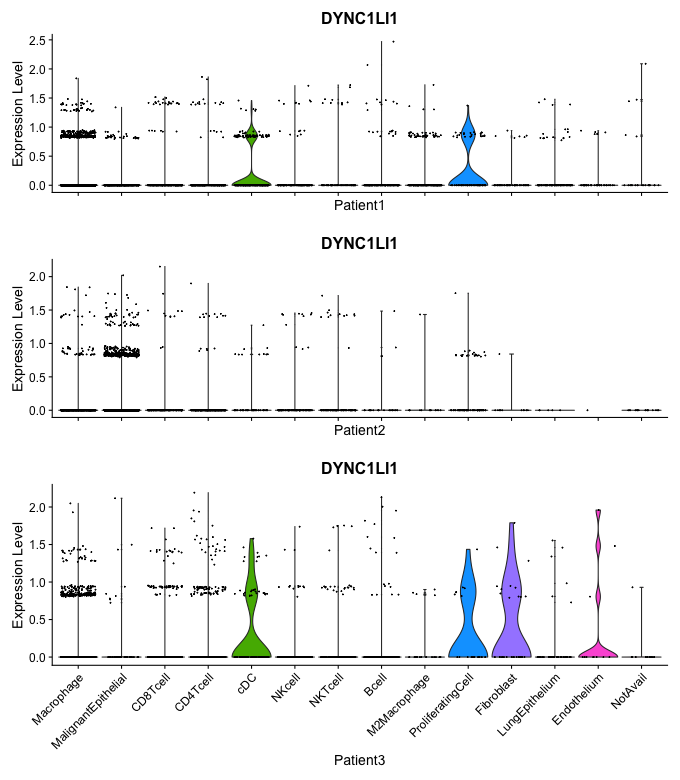 DYNC1LI1
Expression Level
2.5
2.0
1.5
1.0
0.5
0.0
Patient1
DYNC1LI1
Expression Level
2.0
1.5
1.0
0.5
0.0
Patient2
DYNC1LI1
Expression Level
2.0
1.5
1.0
0.5
0.0
Macrophage
MalignantEpithelial
CD8Tcell
CD4Tcell
cDC
NKcell
NKTcell
Bcell
M2Macrophage
ProliferatingCell
Fibroblast
LungEpithelium
Endothelium
NotAvail
Patient3